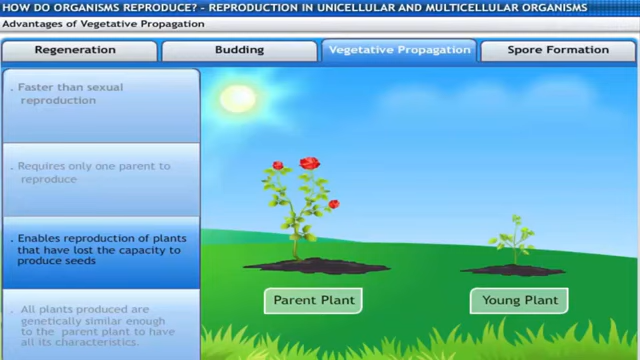 HOW DO ORGANISMS REPRODUCE? - REPRODUCTION IN UNICELLULAR AND MULTICELLULAR ORGANISMS
Advantages of Vegetative Propagation
Regeneration
Budding
Vegetative Propagation
Spore Formation
. Faster than sexual
reproduction
. Requires only one parent to
reproduce
. Enables reproduction of plants
that have lost the capacity to
produce seeds
. All plants produced are
genetically similar enough
to the parent plant to have
all its characteristics.
Parent Plant
Young Plant